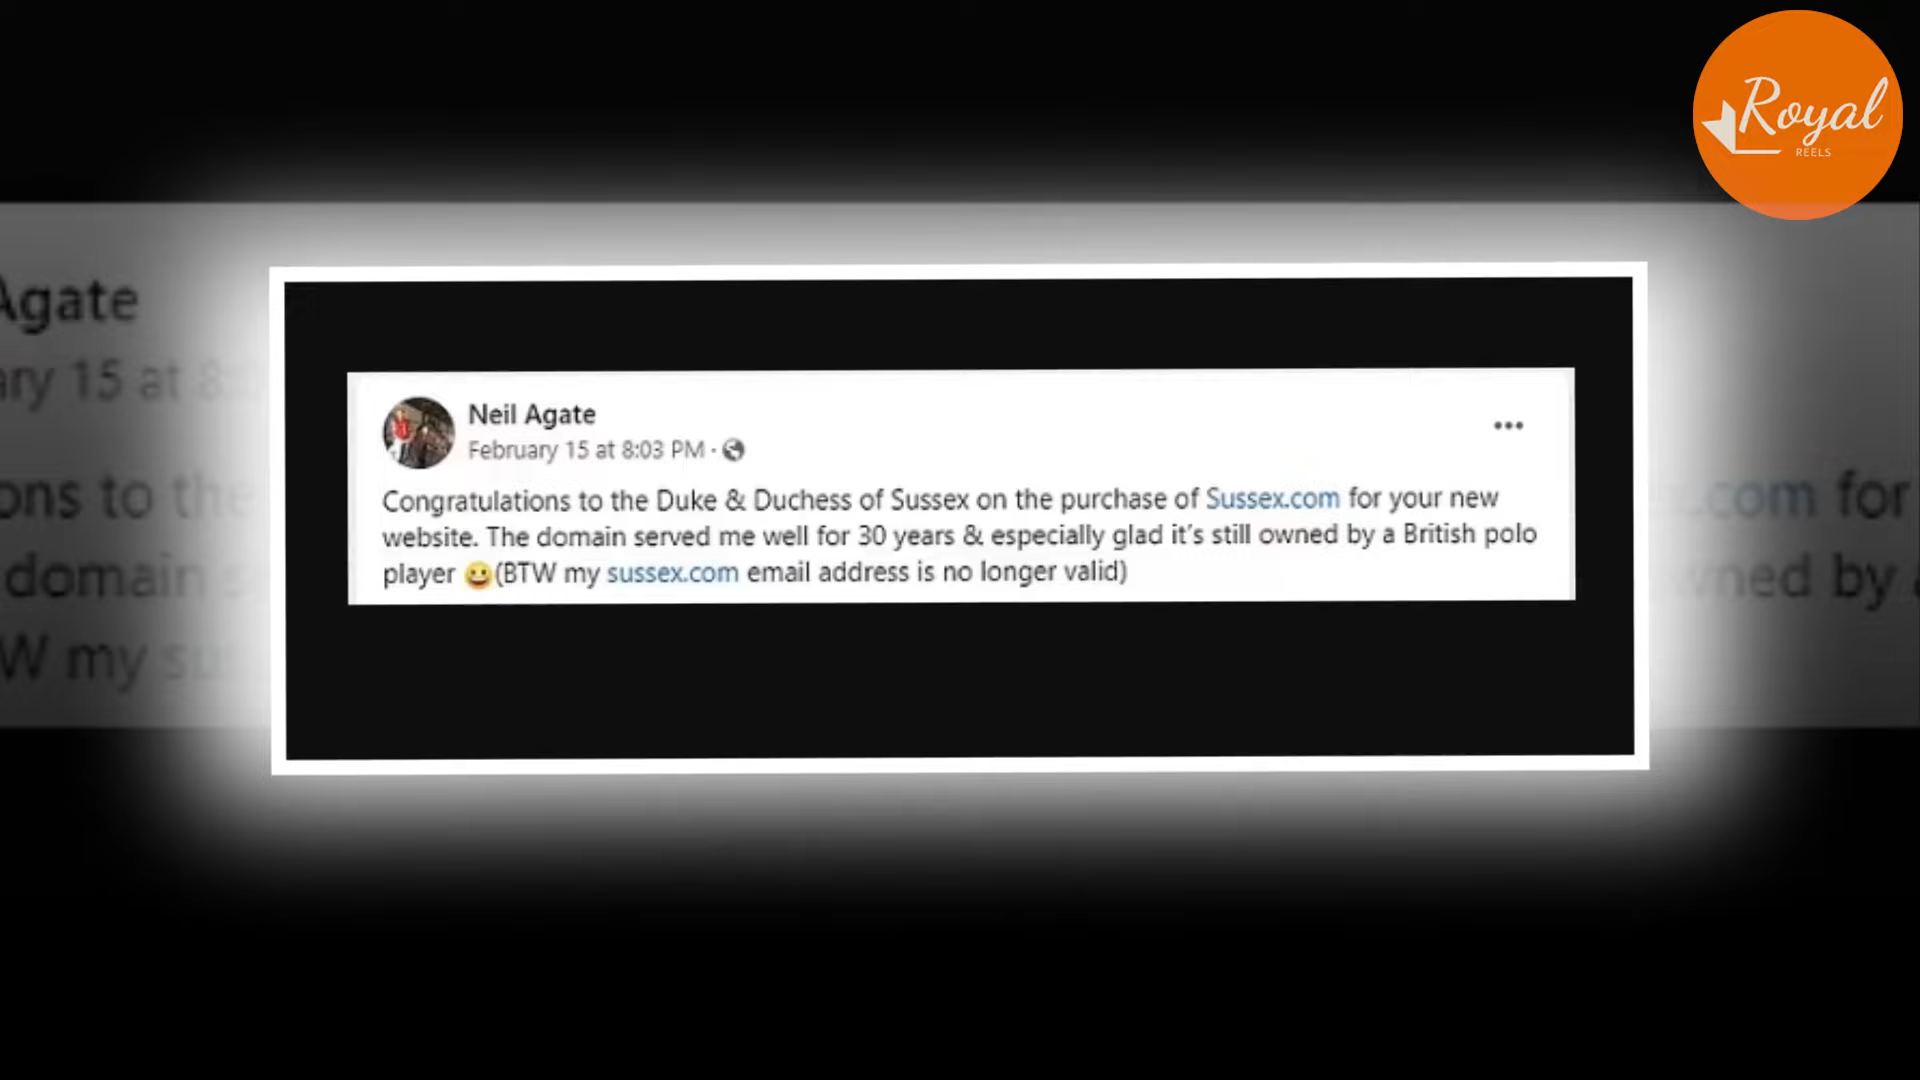 Royal
REELS
Agate
ary 15 at 8:
ons to the
domain
W my su
Neil Agate
February 15 at 8:03 PM ·
Congratulations to the Duke & Duchess of Sussex on the purchase of Sussex.com for your new
website. The domain served me well for 30 years & especially glad it's still owned by a British polo
player 😀(BTW my sussex.com email address is no longer valid)
.com for
wned by a